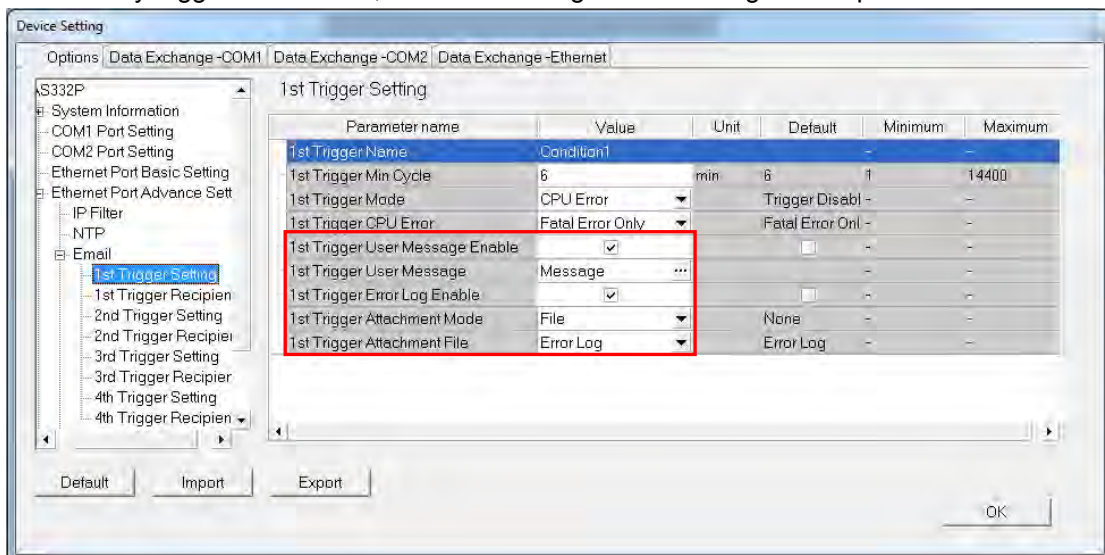 Device Setting
Options Data Exchange -COM1 Data Exchange -COM2 Data Exchange -Ethernet
\S332P
System Information
COM1 Port Setting
COM2 Port Setting
Ethernet Port Basic Setting
Ethernet Port Advance Sett
IP Filter
NTP
Email
1st Trigger Setting
1st Trigger Recipien
2nd Trigger Setting
2nd Trigger Recipier
3rd Trigger Setting
3rd Trigger Recipier
4th Trigger Setting
4th Trigger Recipien
1st Trigger Setting
Parameter name Value Unit Default Minimum Maximum
1st Trigger Name Condition1 - -
1st Trigger Min Cycle 6 min 6 1 14400
1st Trigger Mode CPU Error Trigger Disabl - -
1st Trigger CPU Error Fatal Error Only Fatal Error Onl - -
1st Trigger User Message Enable - -
1st Trigger User Message Message ... - -
1st Trigger Error Log Enable - -
1st Trigger Attachment Mode File None - -
1st Trigger Attachment File Error Log Error Log - -
Default Import Export
OK